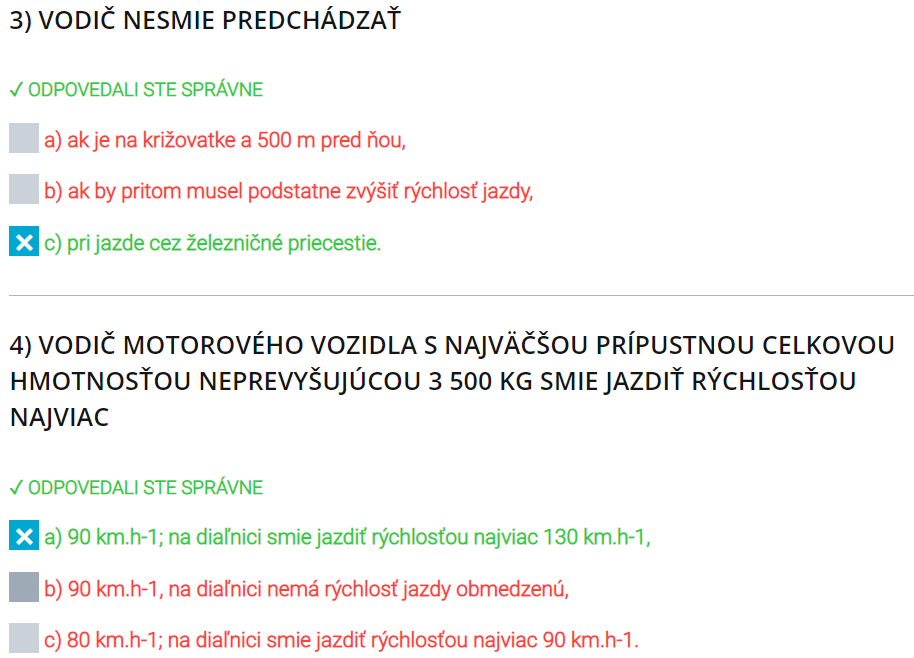 3) VODIČ NESMIE PREDCHÁDZAŤ
✓ ODPOVEDALI STE SPRÁVNE
a) ak je na križovatke a 500 m pred ňou,
b) ak by pritom musel podstatne zvýšiť rýchlosť jazdy,
c) pri jazde cez železničné priecestie.
4) VODIČ MOTOROVÉHO VOZIDLA S NAJVÄČŠOU PRÍPUSTNOU CELKOVOU
HMOTNOSŤOU NEPREVYŠUJÚCOU 3 500 KG SMIE JAZDIŤ RÝCHLOSŤOU
NAJVIAC
✓ ODPOVEDALI STE SPRÁVNE
a) 90 km.h-1; na diaľnici smie jazdiť rýchlosťou najviac 130 km.h-1,
b) 90 km.h-1, na diaľnici nemá rýchlosť jazdy obmedzenú,
c) 80 km.h-1; na diaľnici smie jazdiť rýchlosťou najviac 90 km.h-1.